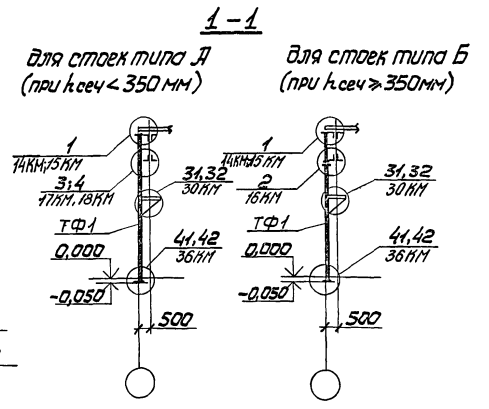 1-1
для стоек типа А
(при hсеч < 350 мм)
1
14КМ;15КМ
3;4
17КМ,18КМ
31,32
30КМ
ТФ1
0,000
41,42
36КМ
-0,050
500
для стоек типа Б
(при hсеч ⩾ 350мм)
1
14КМ;15КМ
2
16КМ
31,32
30КМ
ТФ1
0,000
41,42
36КМ
-0,050
500